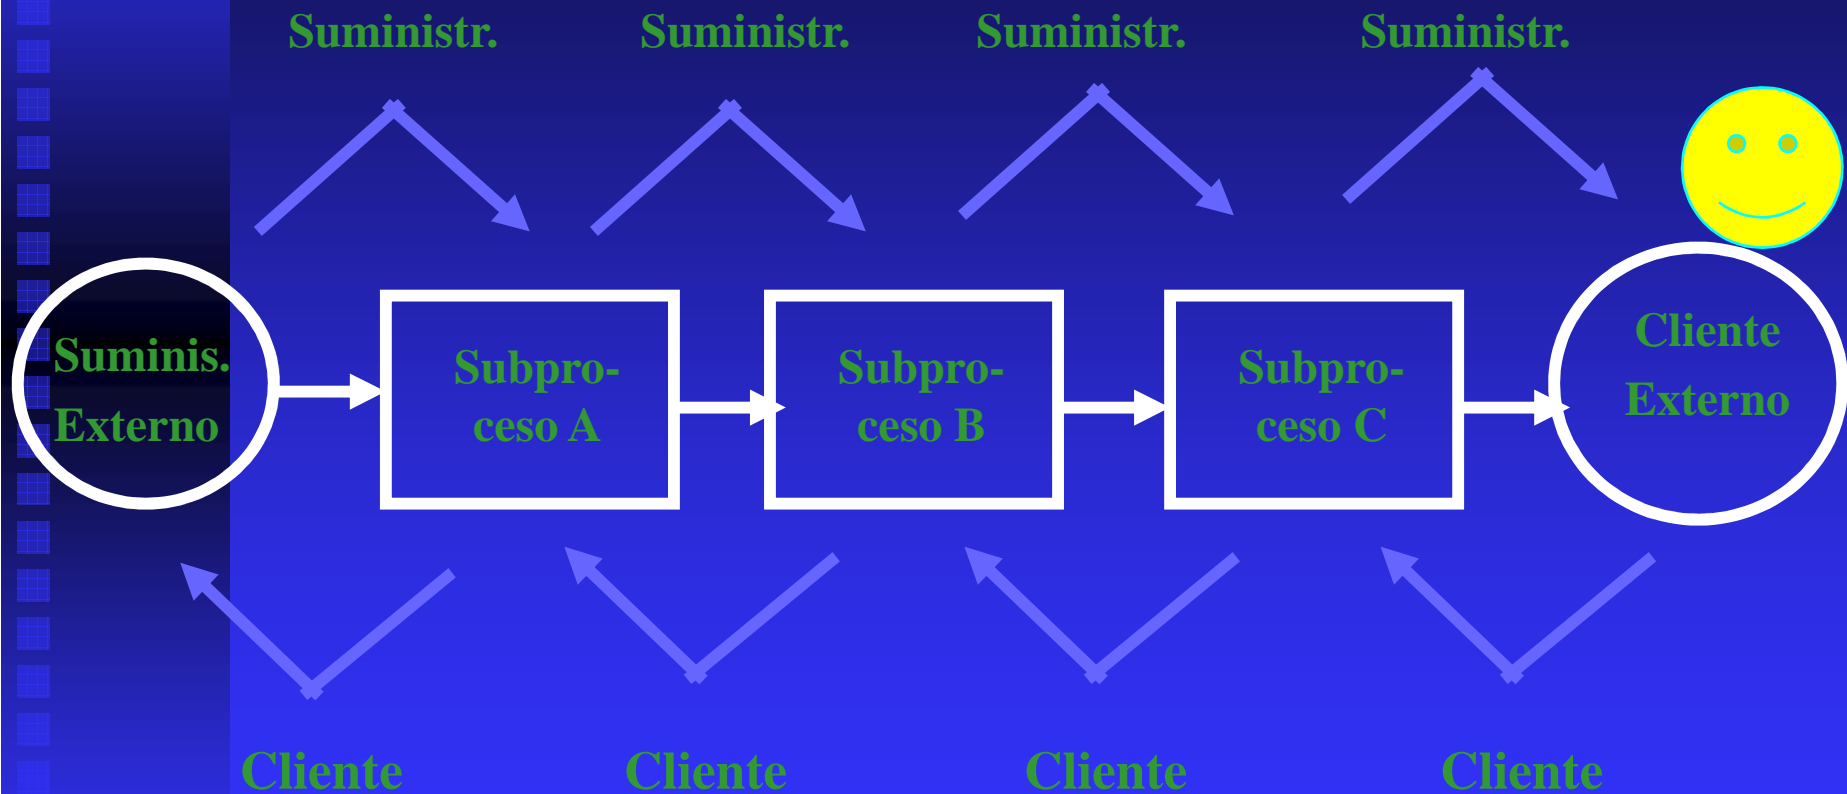 Suministr. Suministr. Suministr. Suministr.
Suminis.
Externo
Subpro-
ceso A
Subpro-
ceso B
Subpro-
ceso C
Cliente
Externo
Cliente Cliente Cliente Cliente